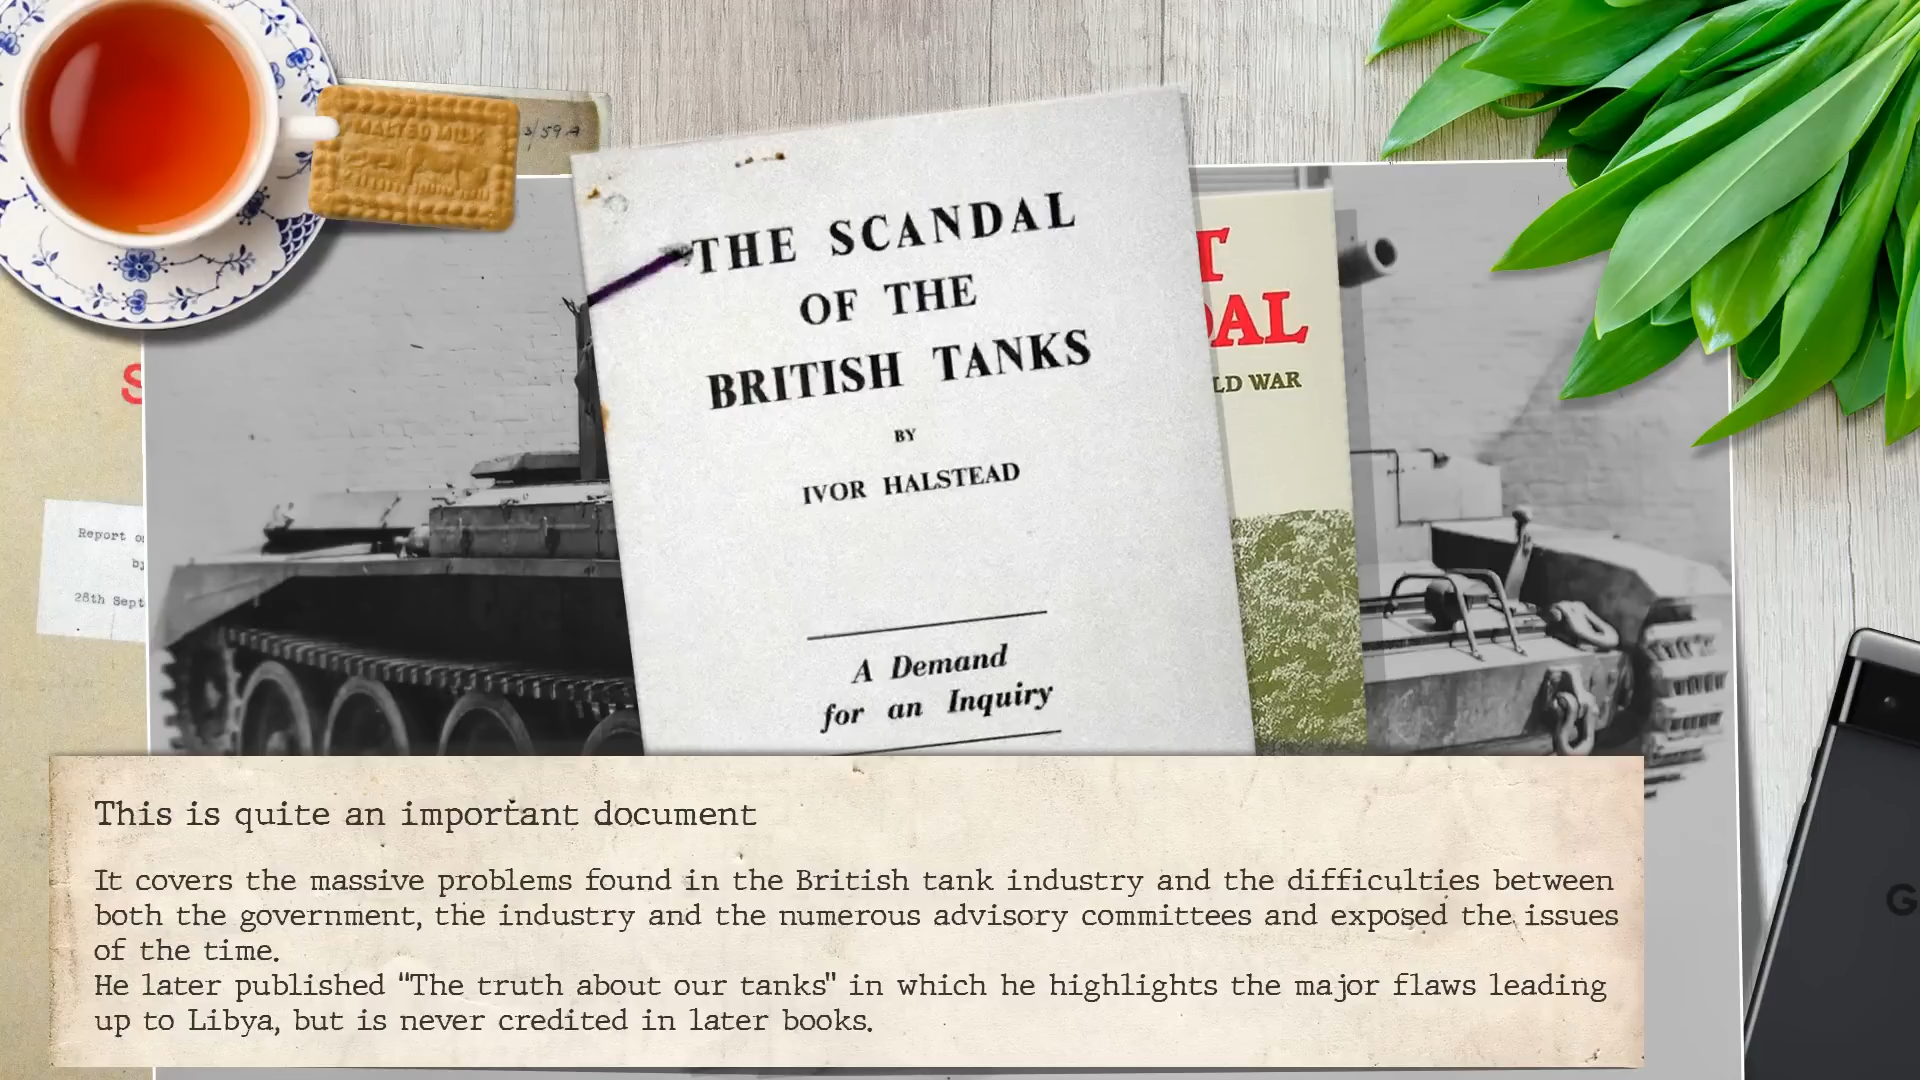 MALTED MILK
3/59 A
THE SCANDAL
OF THE
BRITISH TANKS
BY
IVOR HALSTEAD
A Demand
for an Inquiry
T
DAL
LD WAR
S
Report o
by
28th Sept
G
This is quite an important document
It covers the massive problems found in the British tank industry and the difficulties between
both the government, the industry and the numerous advisory committees and exposed the issues
of the time.
He later published "The truth about our tanks" in which he highlights the major flaws leading
up to Libya, but is never credited in later books.